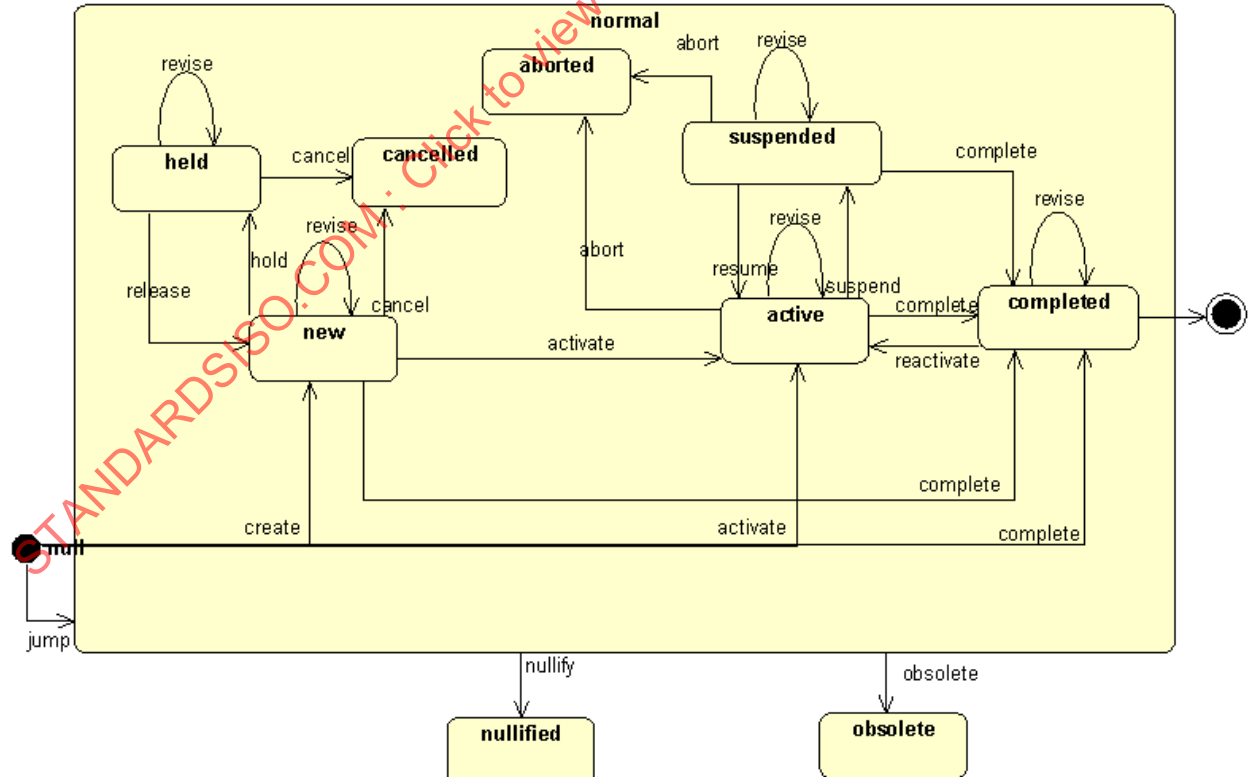 normal
revise
abort
revise
aborted
held
cancel
cancelled
suspended
complete
revise
hold
cancel
release
new
abort
resume
revise
suspend
active
complete
revise
completed
activate
reactivate
complete
create
activate
complete
null
jump
nullify
obsolete
nullified
obsolete
STANDARDSISO.COM : Click to view